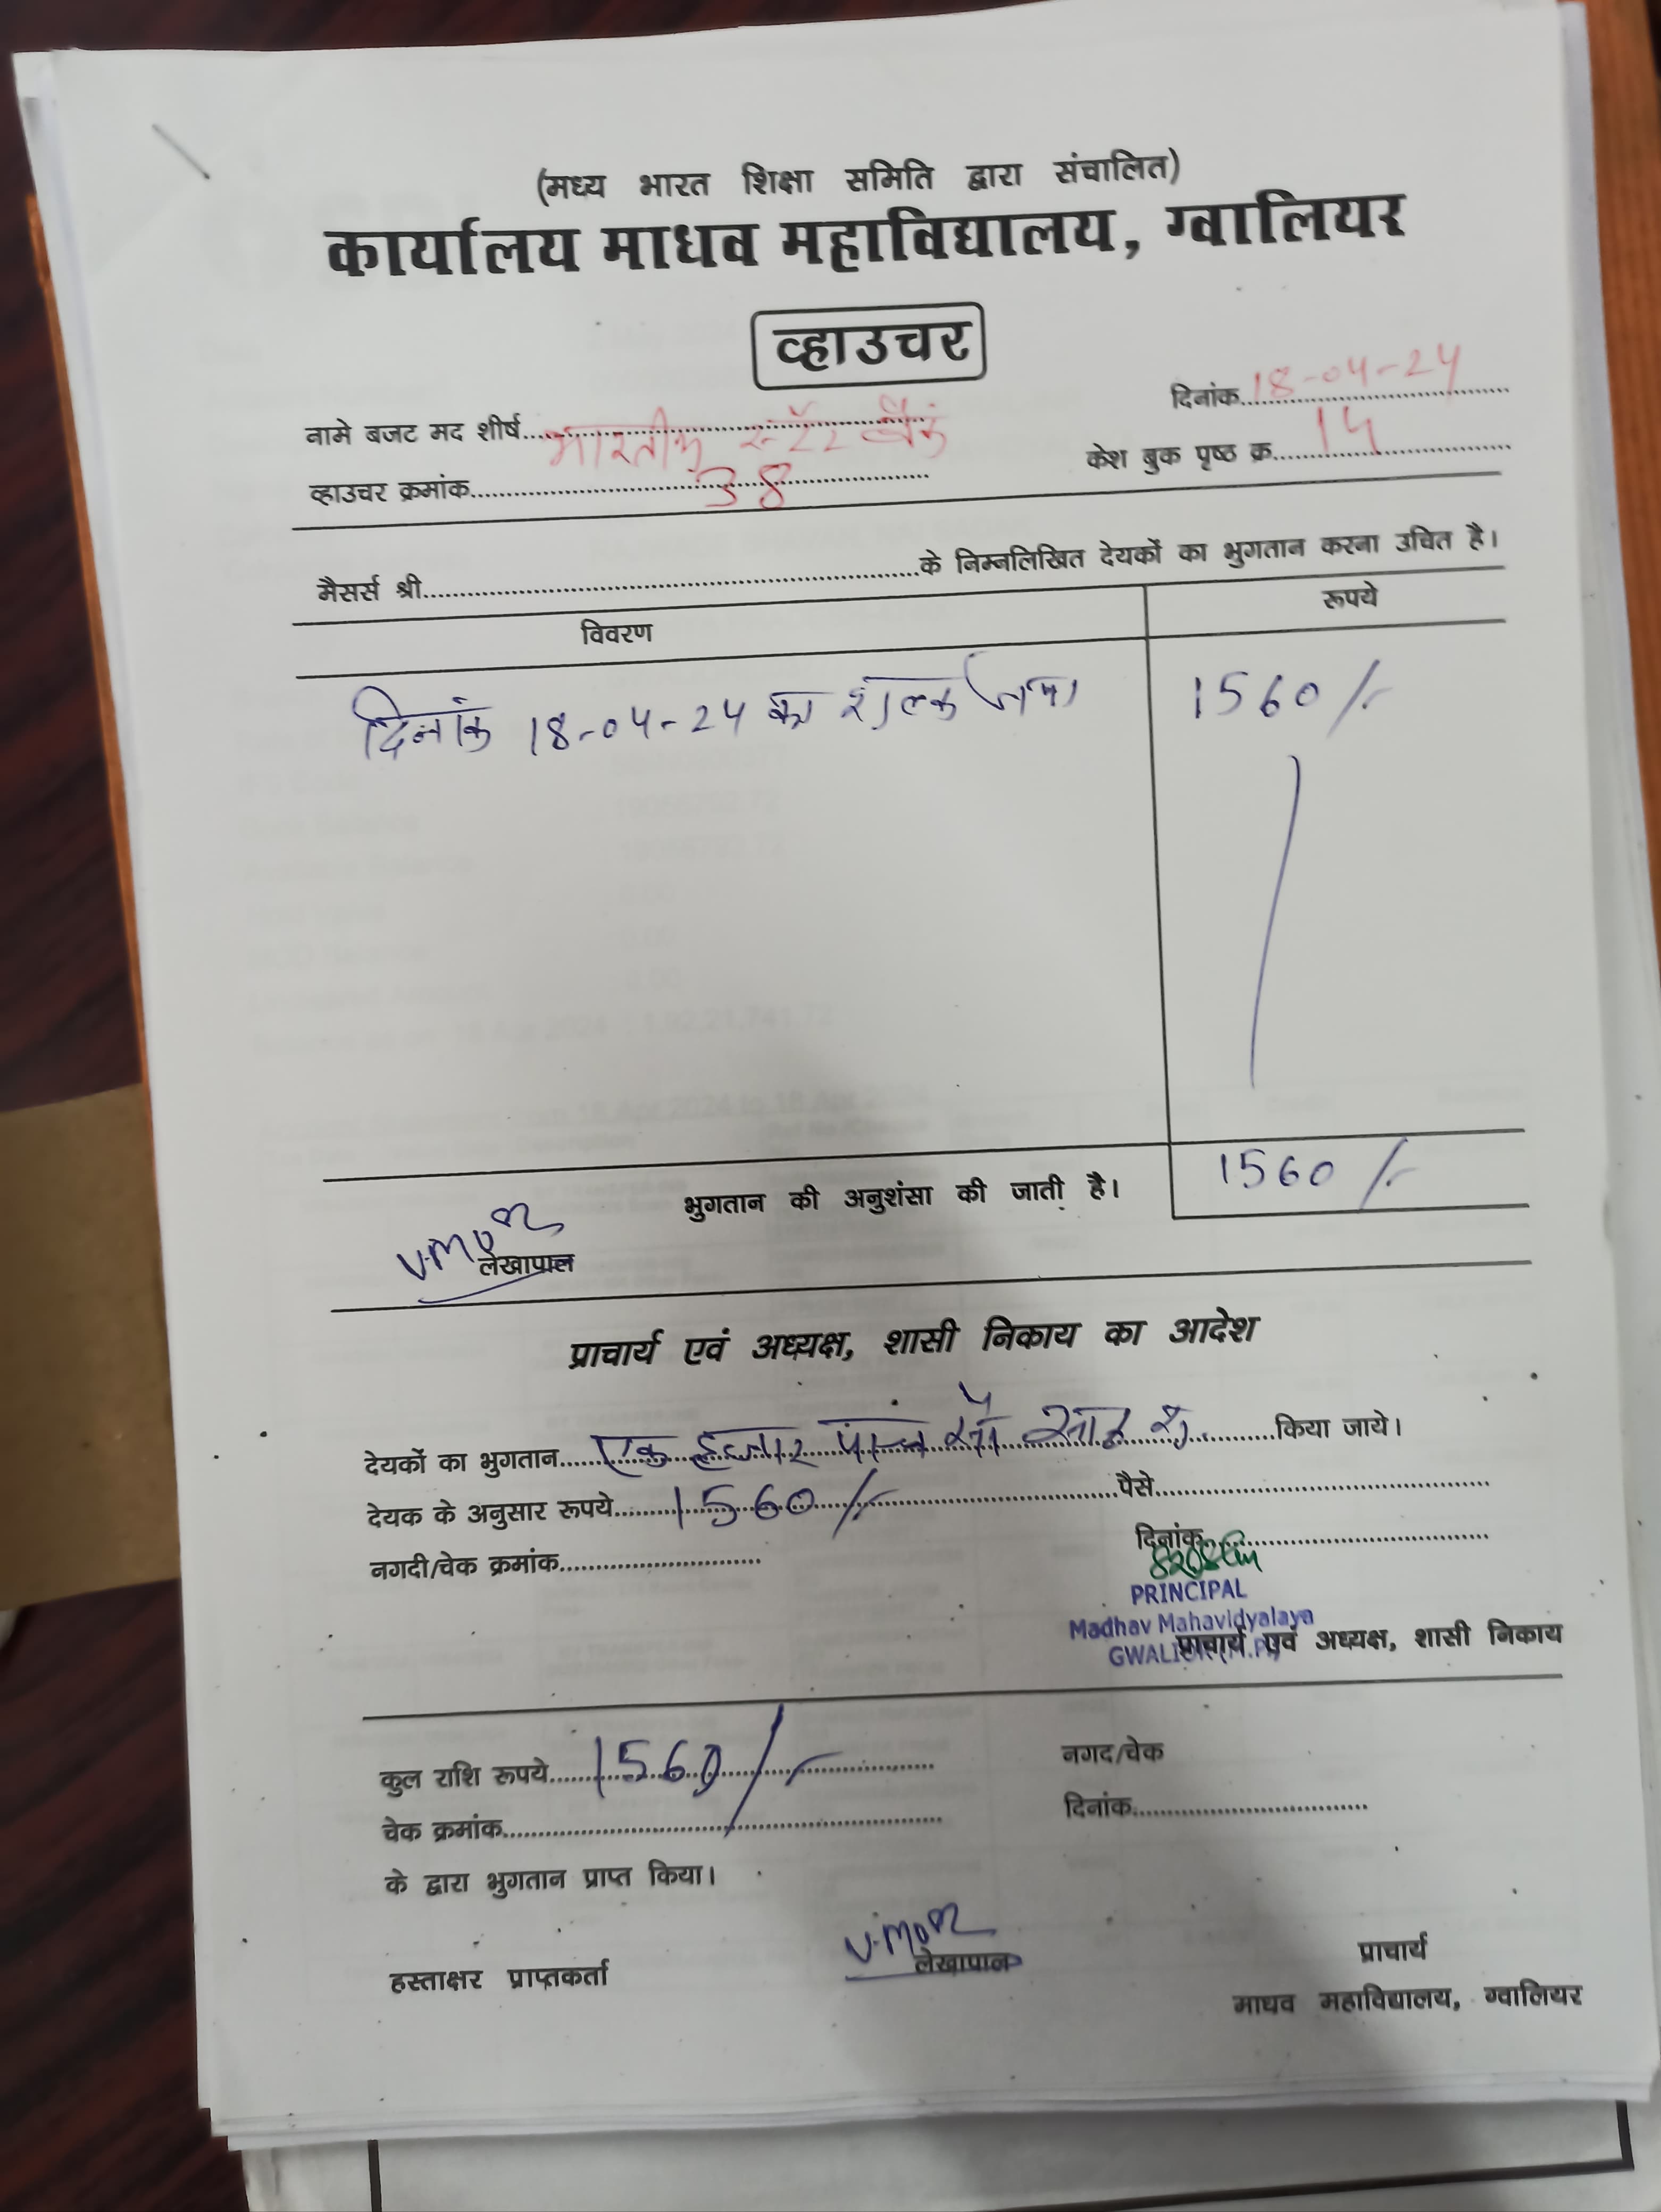 (मध्य भारत शिक्षा समिति द्वारा संचालित)
कार्यालय माधव महाविद्यालय, ग्वालियर
व्हाउचर
दिनांक 18-04-24
नामे बजट मद शीर्ष भारतीय स्टेट बैंक
केश बुक पृष्ठ क्र. 14
व्हाउचर क्रमांक 38
मैसर्स श्री के निम्नलिखित देयकों का भुगतान करना उचित है।
विवरण रूपये
दिनांक 18-04-24 का शुल्क जमा 1560/-
भुगतान की अनुशंसा की जाती है। 1560/-
लेखापाल
प्राचार्य एवं अध्यक्ष, शासी निकाय का आदेश
देयकों का भुगतान एक हजार पांच सौ साठ रु. किया जाये।
देयक के अनुसार रूपये 1560/- पैसे
नगदी/चेक क्रमांक दिनांक
PRINCIPAL
Madhav Mahavidyalaya
GWALIOR (M.P.)
प्राचार्य एवं अध्यक्ष, शासी निकाय
कुल राशि रूपये 1560/- नगद/चेक
चेक क्रमांक दिनांक
के द्वारा भुगतान प्राप्त किया।
हस्ताक्षर प्राप्तकर्ता लेखापाल प्राचार्य
माधव महाविद्यालय, ग्वालियर